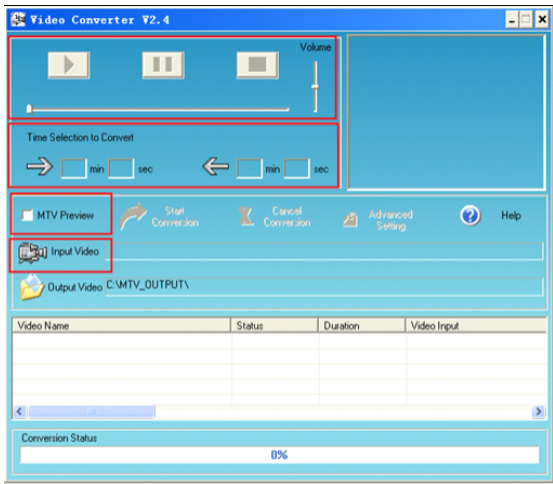 Video Converter V2.4
Volume
Time Selection to Convert
min sec min sec
MTV Preview Start Conversion Cancel Conversion Advanced Setting Help
Input Video
Output Video C:\MTV_OUTPUT\
Video Name Status Duration Video Input
Conversion Status
0%